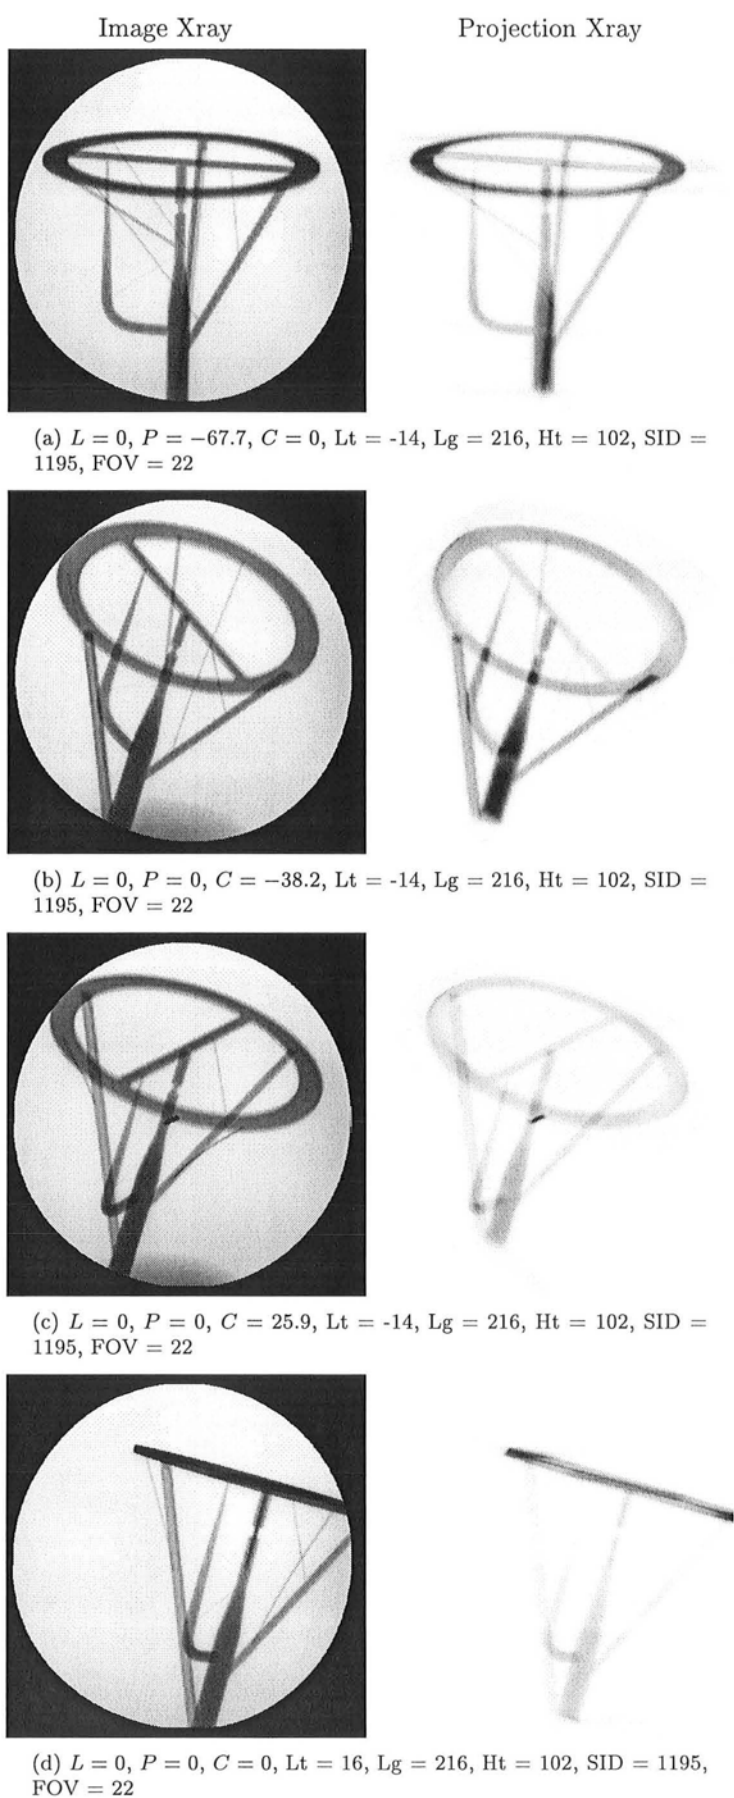 Image Xray Projection Xray
(a) L = 0, P = −67.7, C = 0, Lt = -14, Lg = 216, Ht = 102, SID =
1195, FOV = 22
(b) L = 0, P = 0, C = −38.2, Lt = -14, Lg = 216, Ht = 102, SID =
1195, FOV = 22
(c) L = 0, P = 0, C = 25.9, Lt = -14, Lg = 216, Ht = 102, SID =
1195, FOV = 22
(d) L = 0, P = 0, C = 0, Lt = 16, Lg = 216, Ht = 102, SID = 1195,
FOV = 22